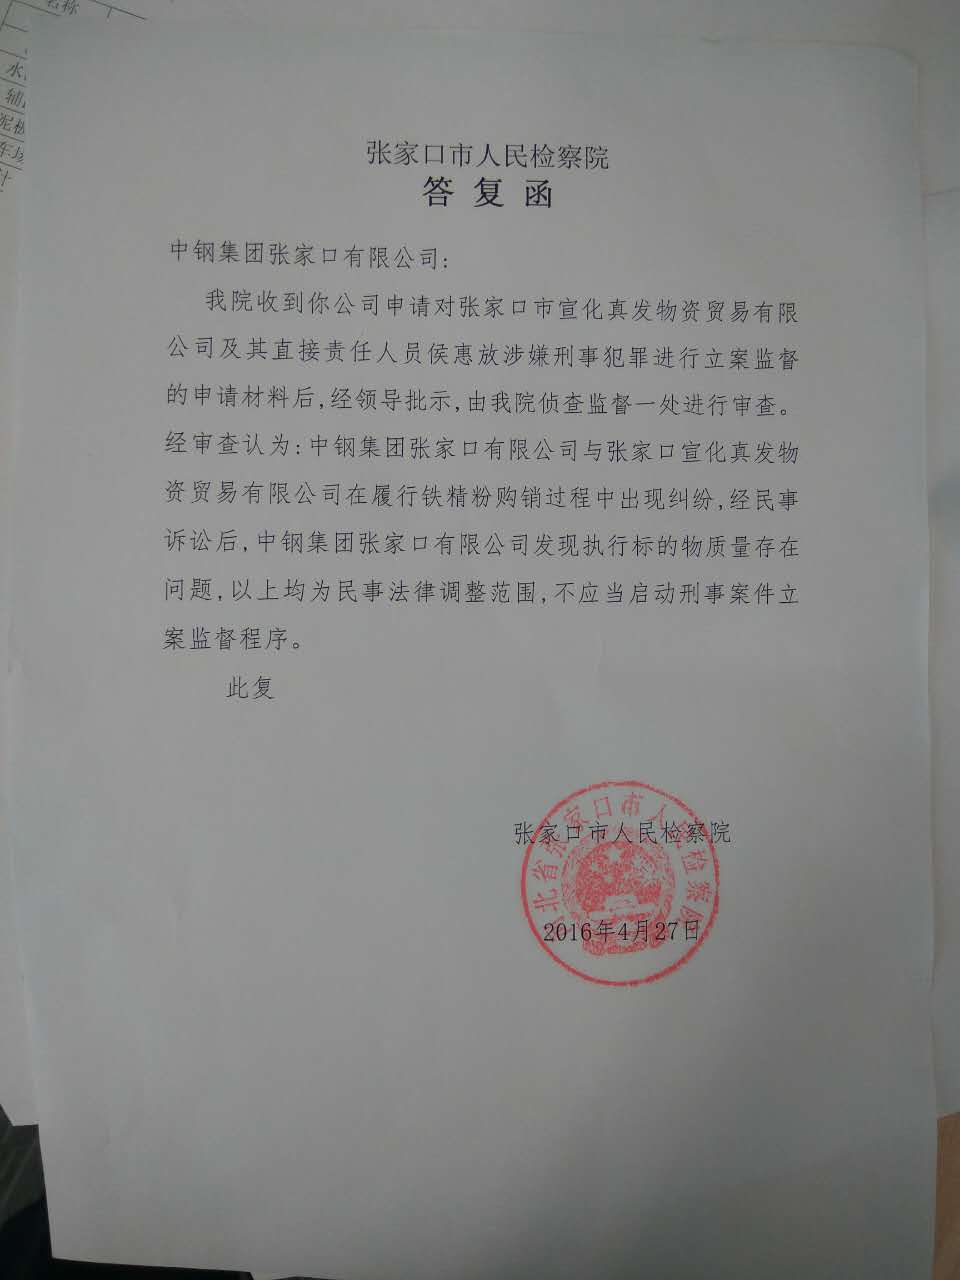 名称
水
辅
泥板
车场
计
张家口市人民检察院
答复函
中钢集团张家口有限公司:
我院收到你公司申请对张家口市宣化真发物资贸易有限
公司及其直接责任人员侯惠放涉嫌刑事犯罪进行立案监督
的申请材料后,经领导批示,由我院侦查监督一处进行审查。
经审查认为:中钢集团张家口有限公司与张家口宣化真发物
资贸易有限公司在履行铁精粉购销过程中出现纠纷,经民事
诉讼后,中钢集团张家口有限公司发现执行标的物质量存在
问题,以上均为民事法律调整范围,不应当启动刑事案件立
案监督程序。
此复
张家口市人民检察院
北省张家口市人民检察院
2016年4月27日